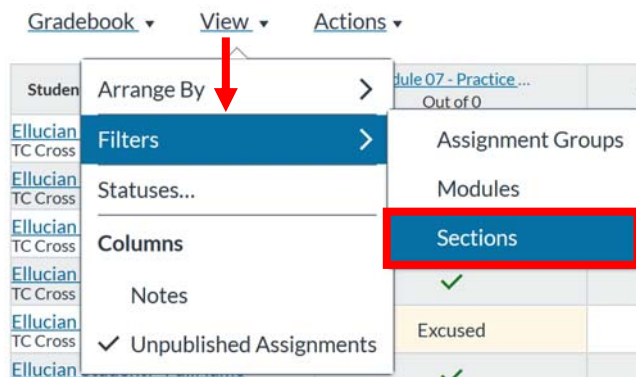 Gradebook View Actions
Studen
dule 07 - Practice ...
Out of 0
Arrange By
Filters
Statuses...
Columns
Notes
Unpublished Assignments
Assignment Groups
Modules
Sections
Ellucian
TC Cross
Ellucian
TC Cross
Ellucian
TC Cross
Ellucian
TC Cross
Ellucian
TC Cross
Excused
Ellucian